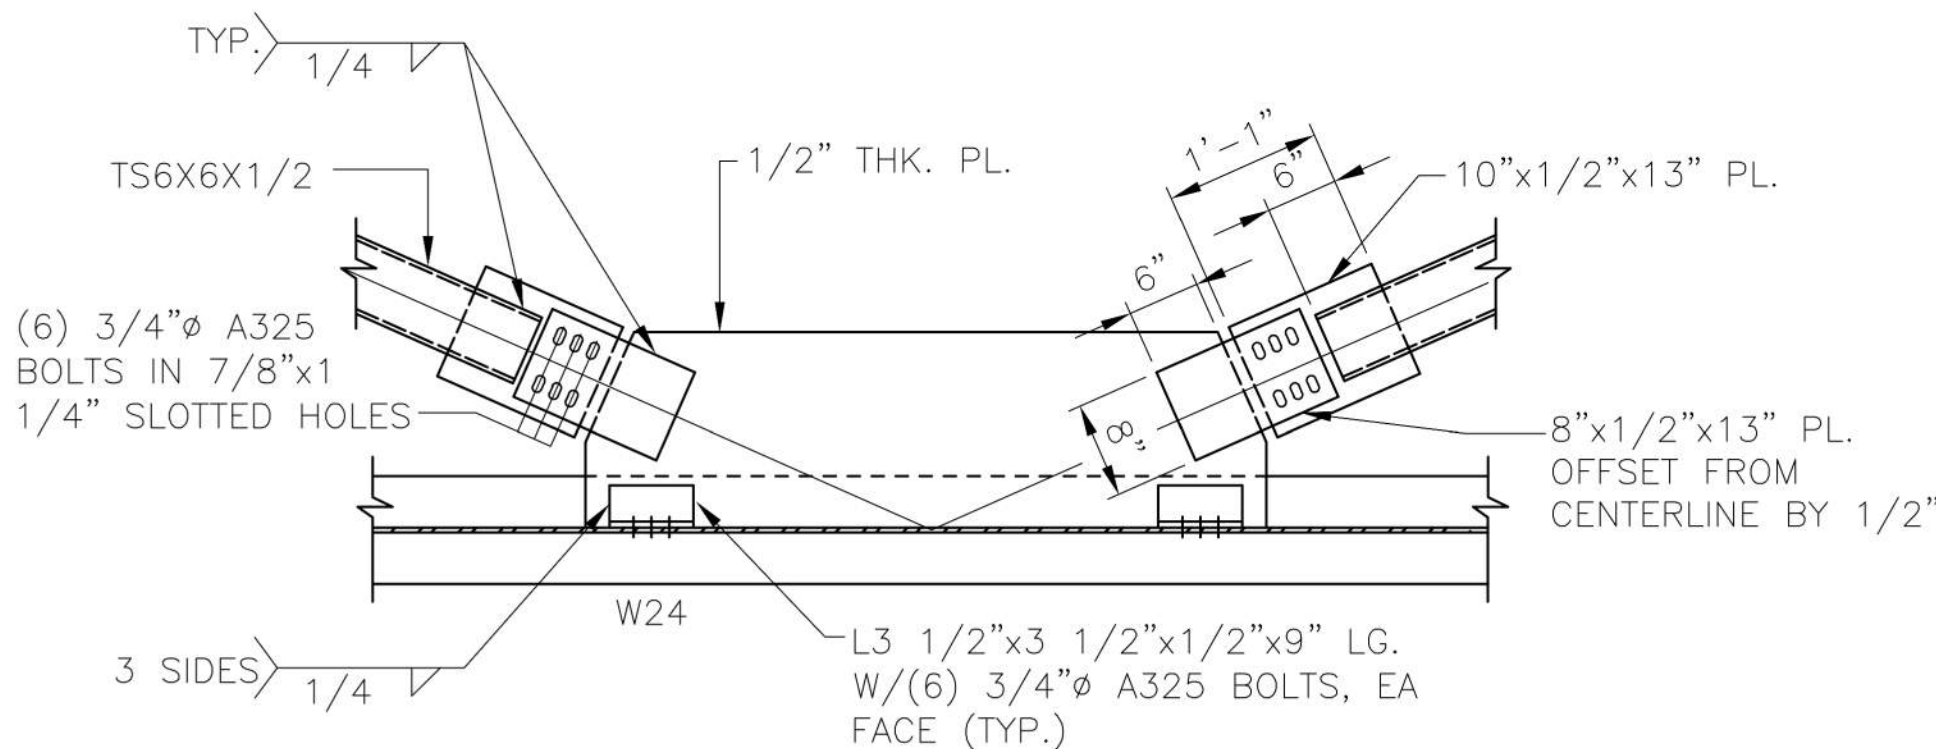 TYP.
1/4
TS6X6X1/2
1/2” THK. PL.
1’-1”
6”
10”x1/2”x13” PL.
6”
(6) 3/4”ø A325
BOLTS IN 7/8”x1
1/4” SLOTTED HOLES
8”
8”x1/2”x13” PL.
OFFSET FROM
CENTERLINE BY 1/2”
W24
3 SIDES
1/4
L3 1/2”x3 1/2”x1/2”x9” LG.
W/(6) 3/4”ø A325 BOLTS, EA
FACE (TYP.)